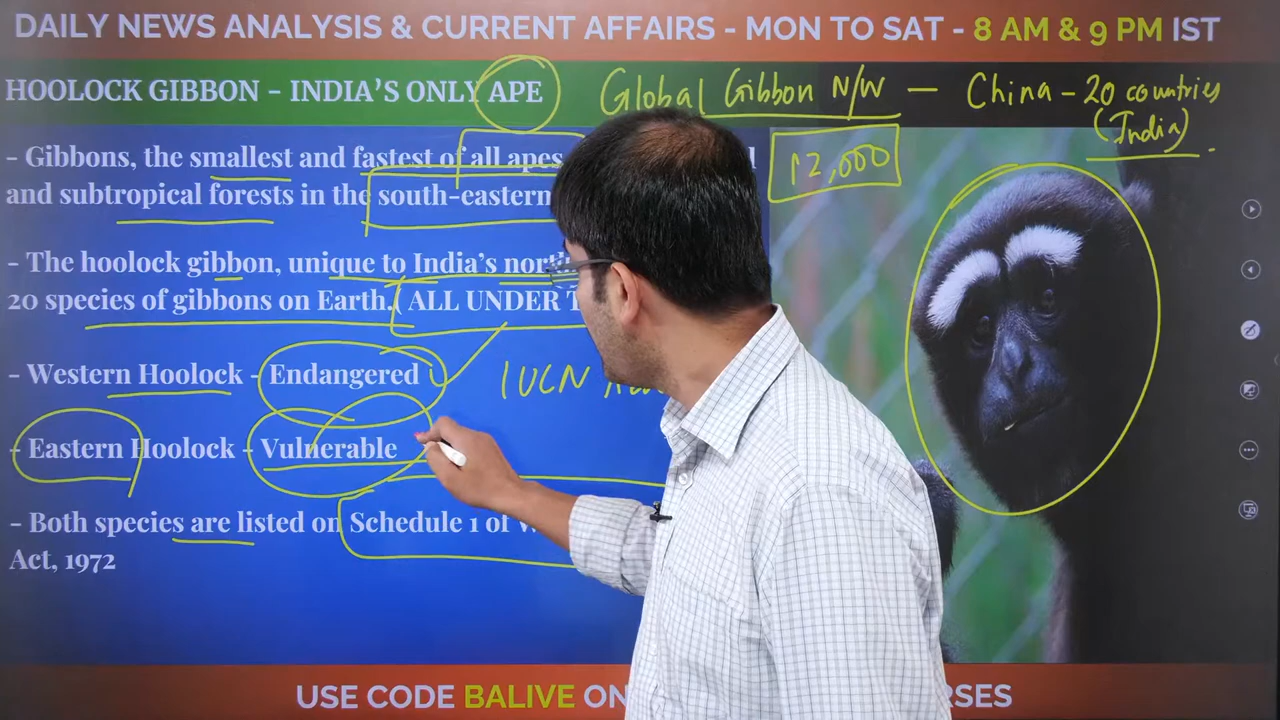 DAILY NEWS ANALYSIS & CURRENT AFFAIRS - MON TO SAT - 8 AM & 9 PM IST
HOOLOCK GIBBON – INDIA'S ONLY APE
Global Gibbon N/W — China - 20 countries
(India)
12,000
- Gibbons, the smallest and fastest of all apes
and subtropical forests in the south-eastern
- The hoolock gibbon, unique to India's
20 species of gibbons on Earth.( ALL UNDER
- Western Hoolock - Endangered
IUCN
- Eastern Hoolock - Vulnerable
- Both species are listed on Schedule 1 of
Act, 1972
USE CODE BALIVE ON